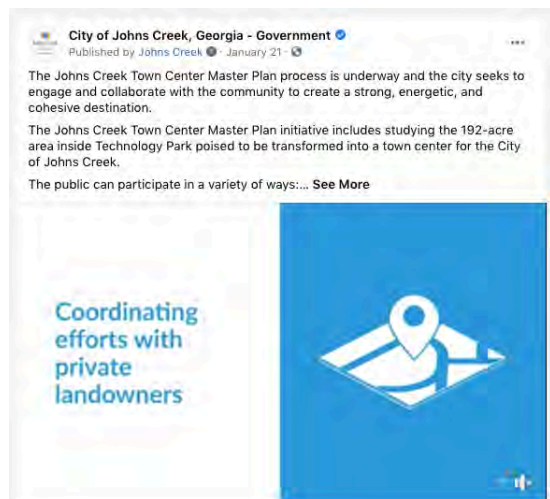 City of Johns Creek, Georgia - Government
Published by Johns Creek · January 21 ·
The Johns Creek Town Center Master Plan process is underway and the city seeks to
engage and collaborate with the community to create a strong, energetic, and
cohesive destination.
The Johns Creek Town Center Master Plan initiative includes studying the 192-acre
area inside Technology Park poised to be transformed into a town center for the City
of Johns Creek.
The public can participate in a variety of ways:... See More
Coordinating
efforts with
private
landowners